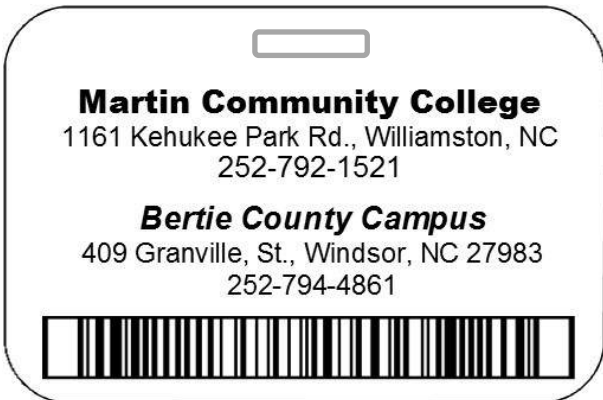 Martin Community College
1161 Kehukee Park Rd., Williamston, NC
252-792-1521
Bertie County Campus
409 Granville, St., Windsor, NC 27983
252-794-4861